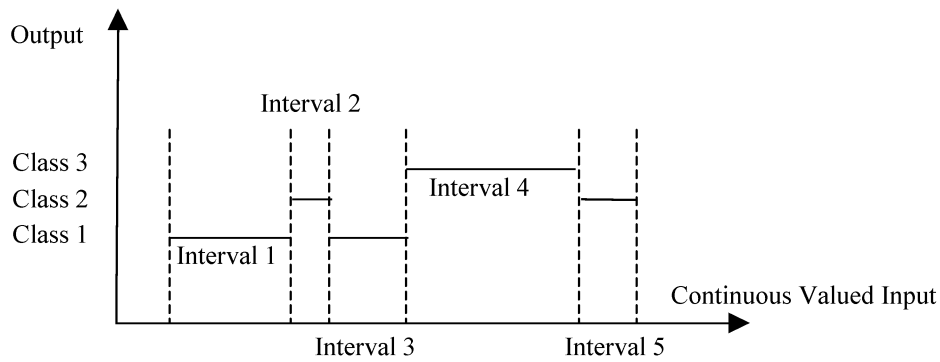 Output
Interval 2
Class 3
Interval 4
Class 2
Class 1
Interval 1
Continuous Valued Input
Interval 3
Interval 5